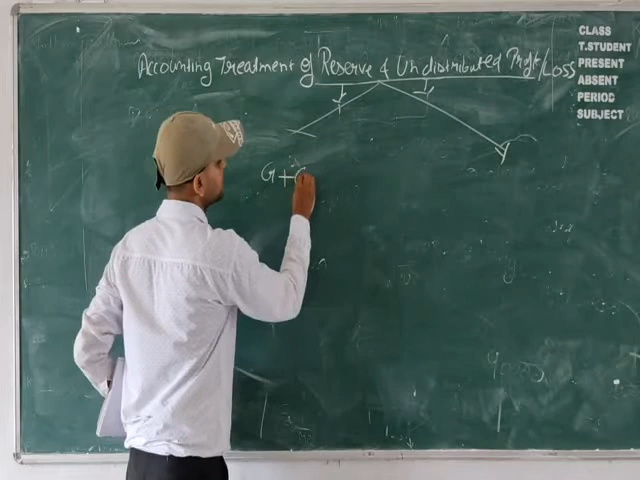 Accounting Treatment of Reserve & Undistributed Profit/Loss
CLASS
T.STUDENT
PRESENT
ABSENT
PERIOD
SUBJECT
G+